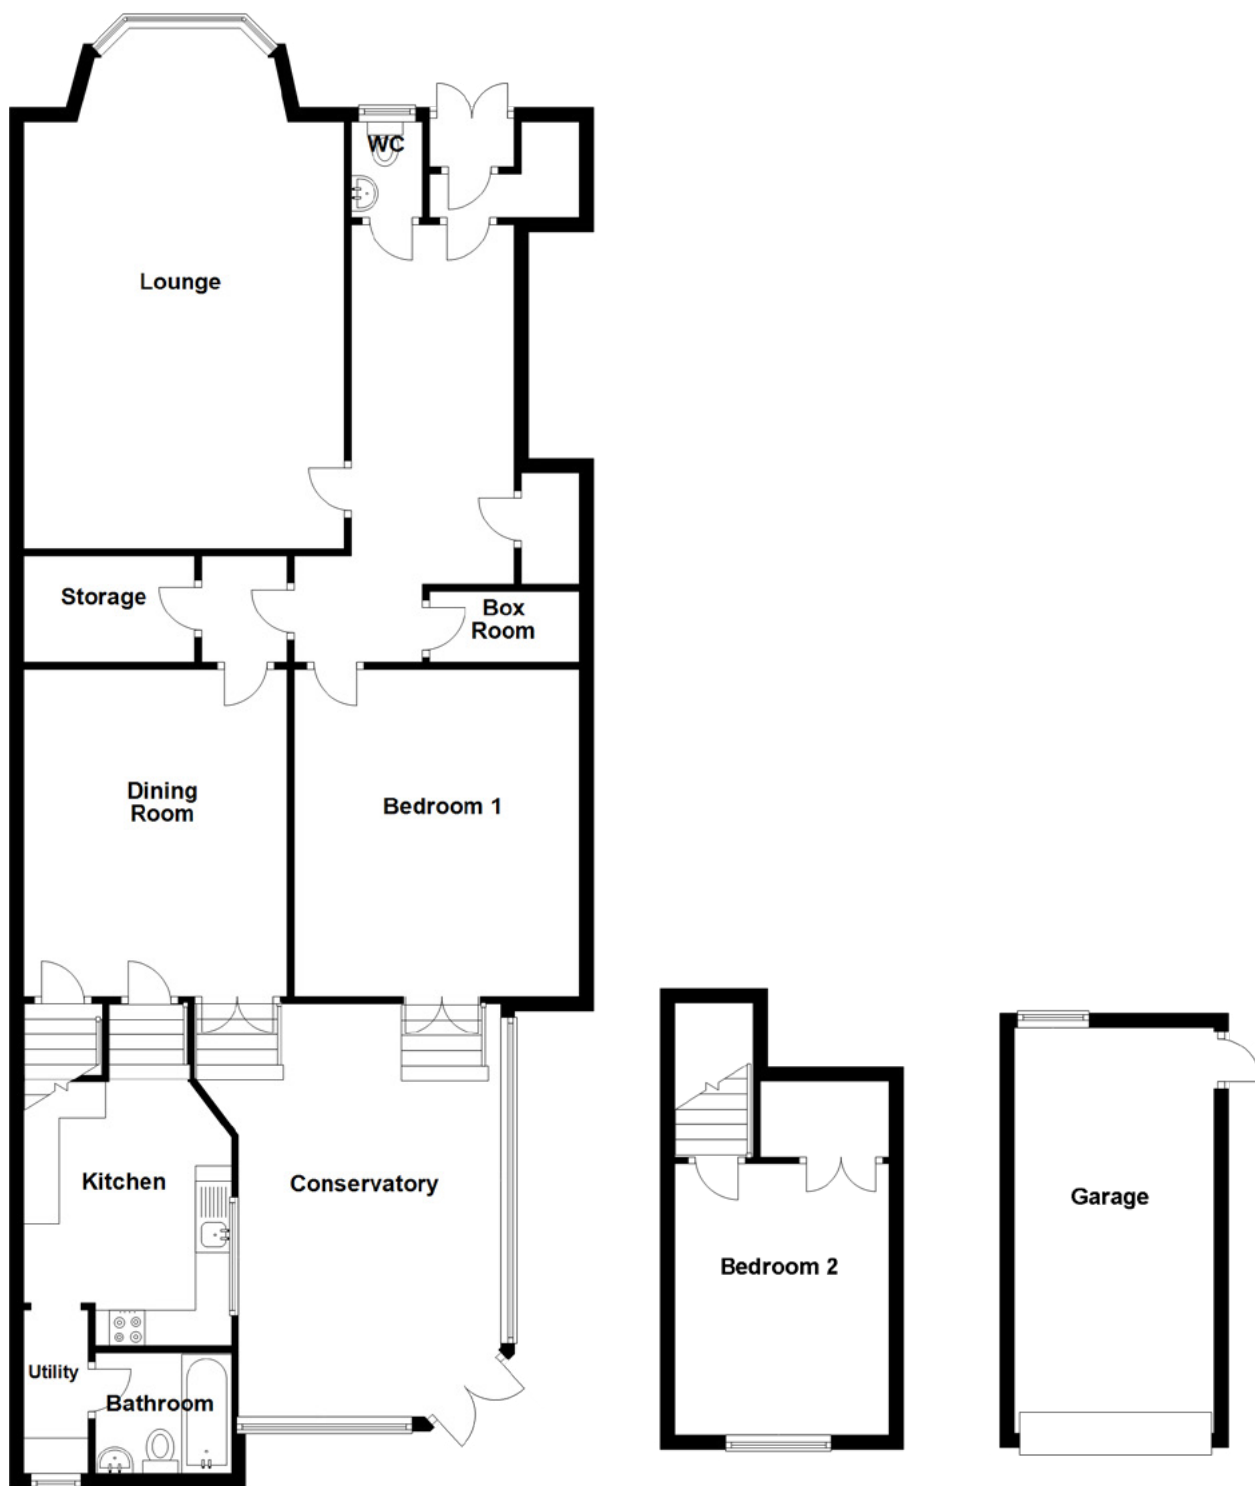 WC
Lounge
Storage
Box
Room
Dining
Room
Bedroom 1
Kitchen
Conservatory
Utility
Bathroom
Bedroom 2
Garage